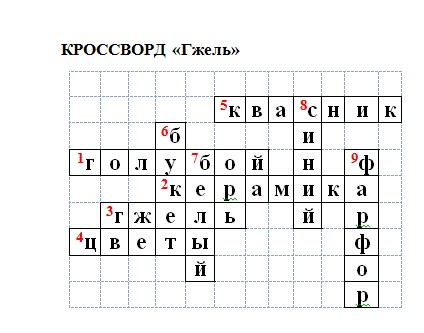 КРОССВОРД «Гжель»
5к в а 8с н и к
6б и
1г о л у 7б о й н 9ф
2к е р а м и к а
3г ж е л ь й р
4ц в е т ы ф
й о
р